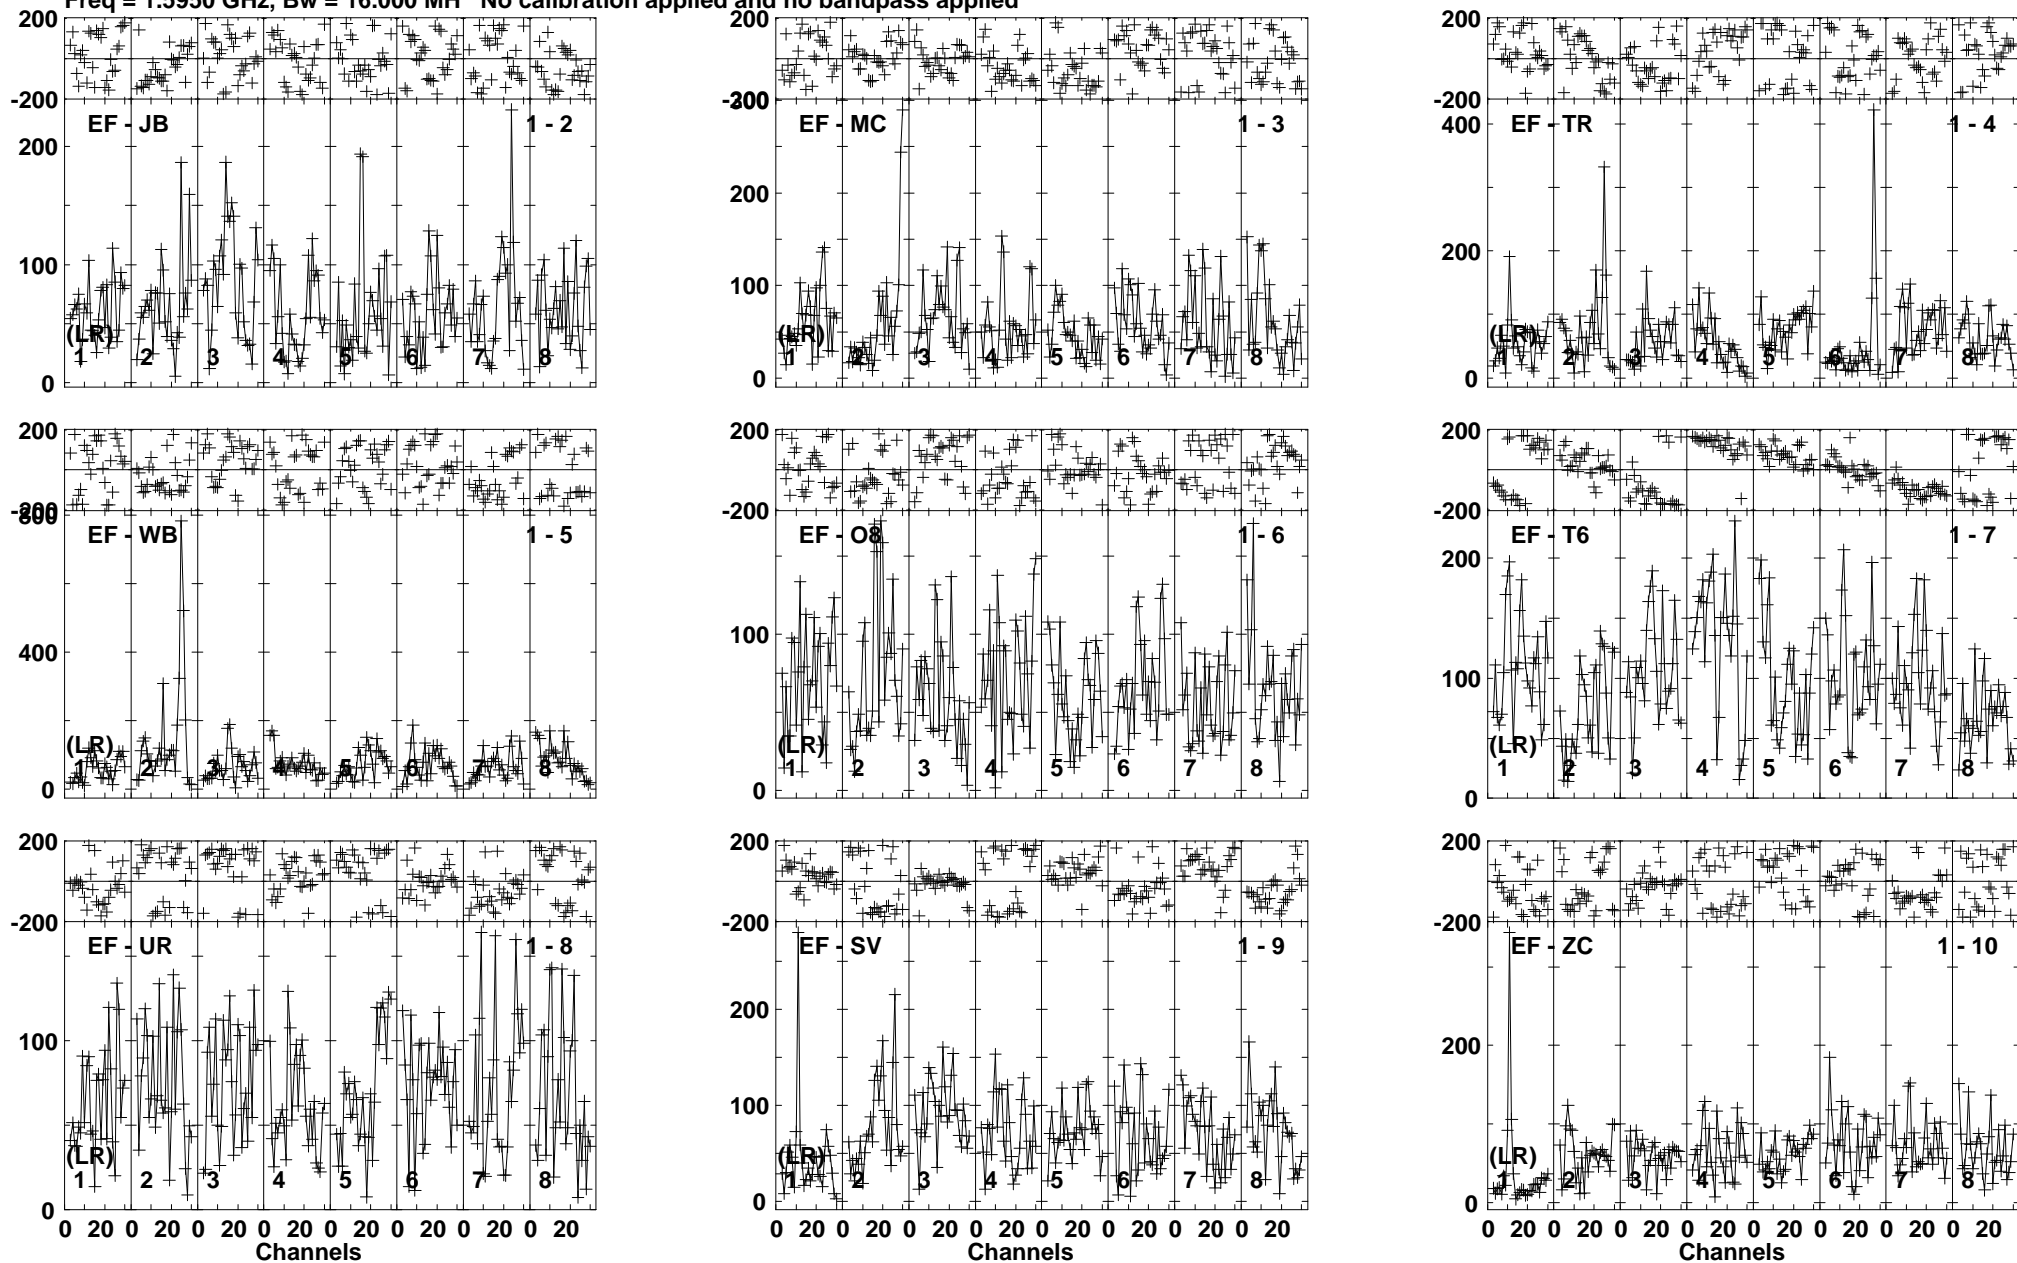 Freq = 1.5950 GHz, Bw = 16.000 MH No calibration applied and no bandpass applied
200 200 200
-200 -200 -200
EF - JB 1 - 2 EF - MC 1 - 3 EF - TR 1 - 4
200 100 0 300 200 100 0 400 200 0
(LR) (LR) (LR)
1 2 3 4 5 6 7 8 1 2 3 4 5 6 7 8 1 2 3 4 5 6 7 8
200 200 200
-200 -200 -200
EF - WB 1 - 5 EF - O8 1 - 6 EF - T6 1 - 7
800 400 0 100 0 200 100 0
(LR) (LR) (LR)
1 2 3 4 5 6 7 8 1 2 3 4 5 6 7 8 1 2 3 4 5 6 7 8
200 200 200
-200 -200 -200
EF - UR 1 - 8 EF - SV 1 - 9 EF - ZC 1 - 10
100 0 200 100 0 200 0
(LR) (LR) (LR)
1 2 3 4 5 6 7 8 1 2 3 4 5 6 7 8 1 2 3 4 5 6 7 8
0 20 0 20 0 20 0 20 0 20 0 20 0 20 0 20 0 20 0 20 0 20 0 20 0 20 0 20 0 20 0 20 0 20 0 20 0 20 0 20 0 20 0 20 0 20 0 20
Channels Channels Channels